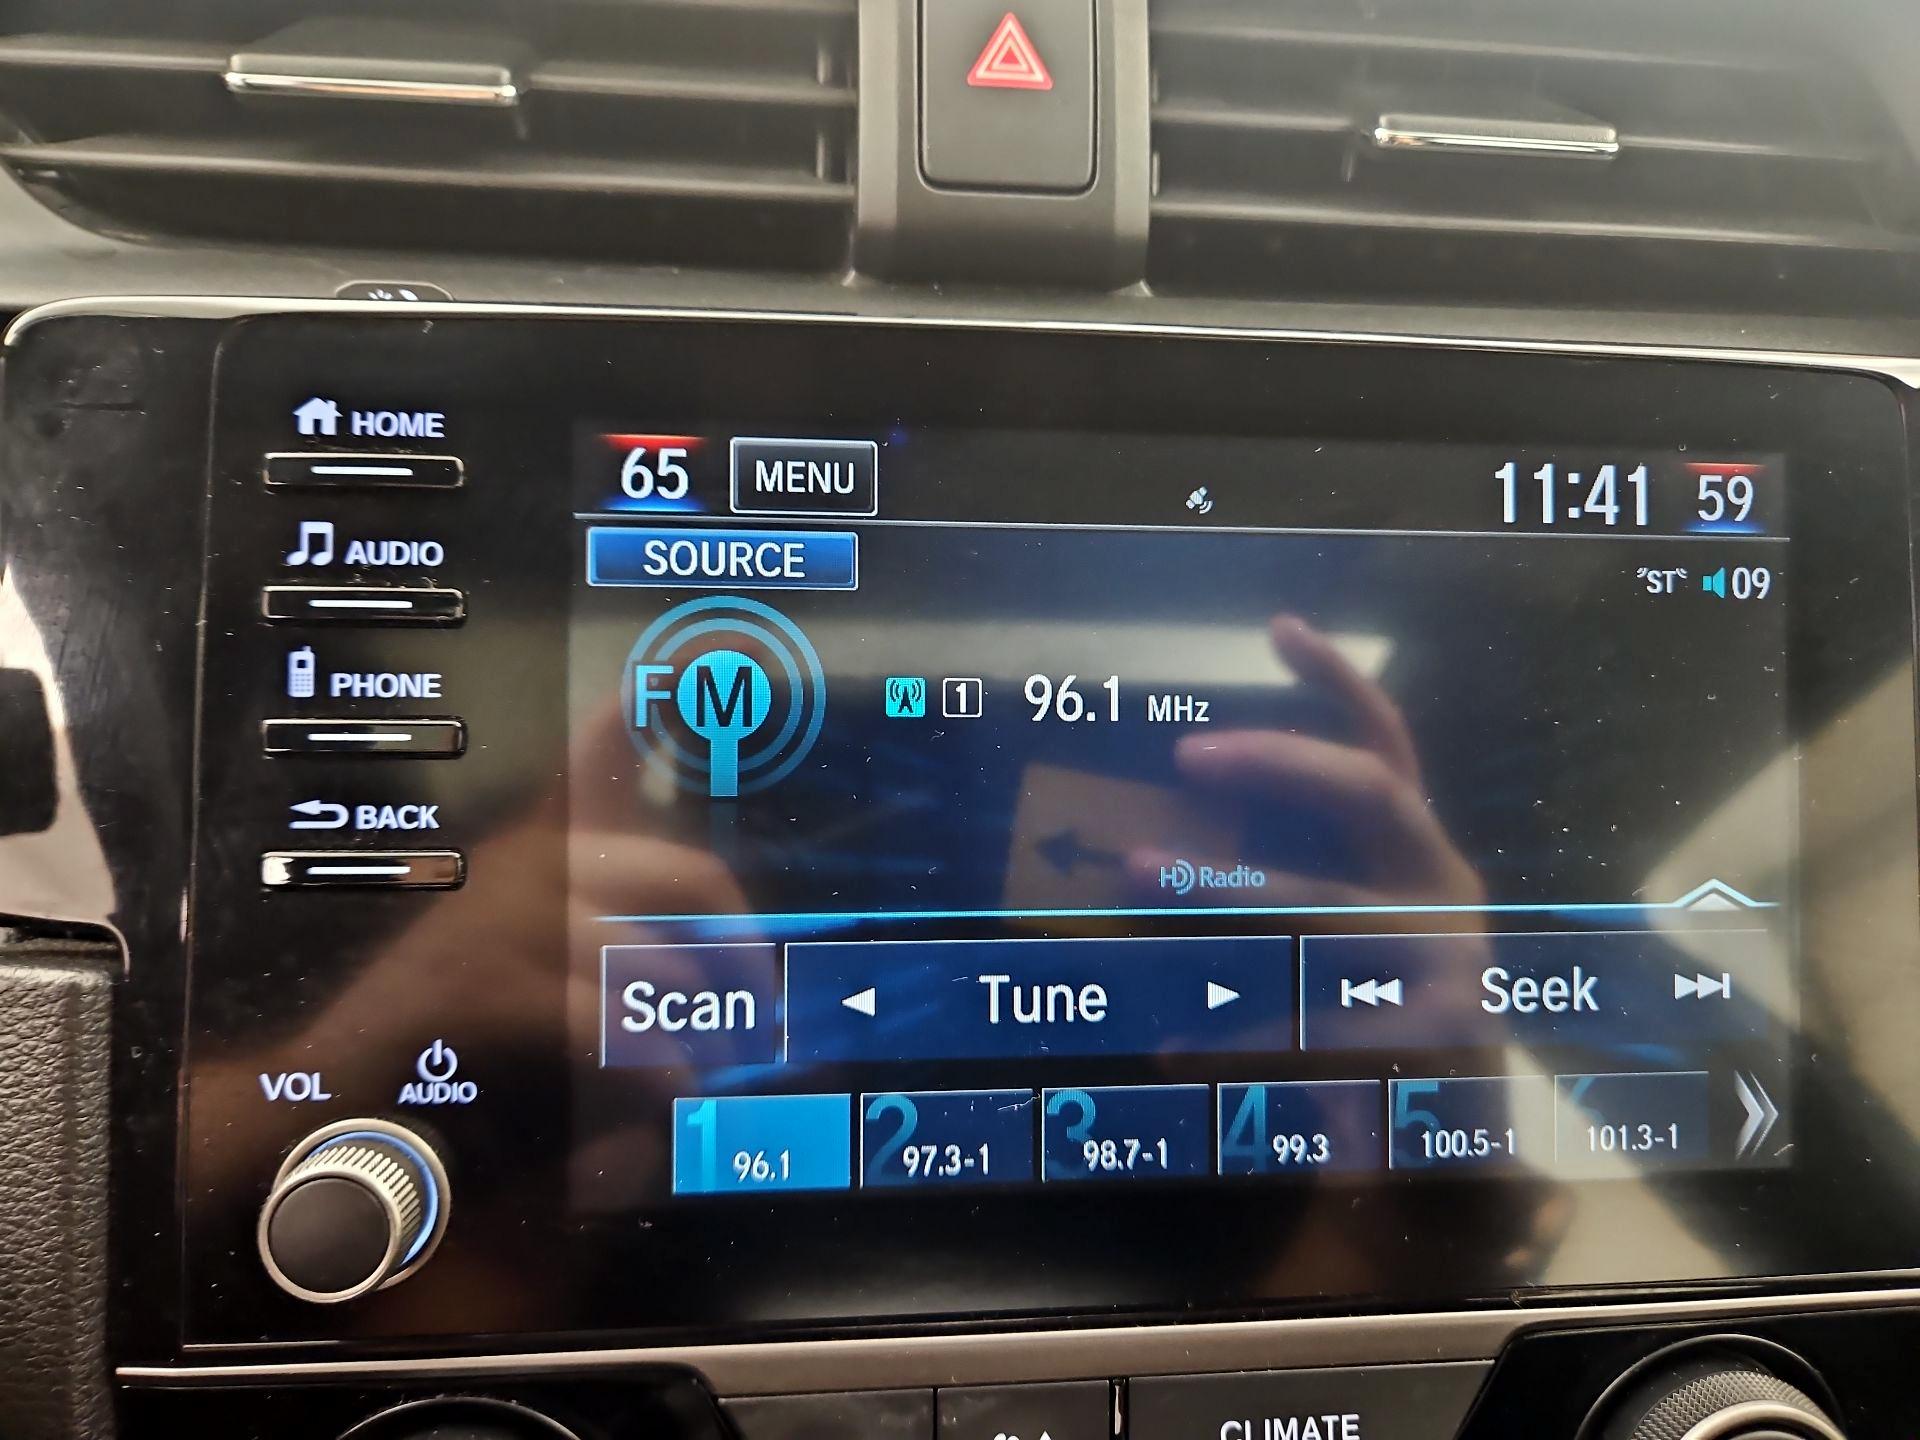 HOME
65 MENU 11:41 59
AUDIO
SOURCE
ST 09
PHONE
FM 1 96.1 MHz
BACK
HD Radio
Scan Tune Seek
VOL AUDIO
1 96.1 2 97.3-1 3 98.7-1 4 99.3 5 100.5-1 6 101.3-1
CLIMATE